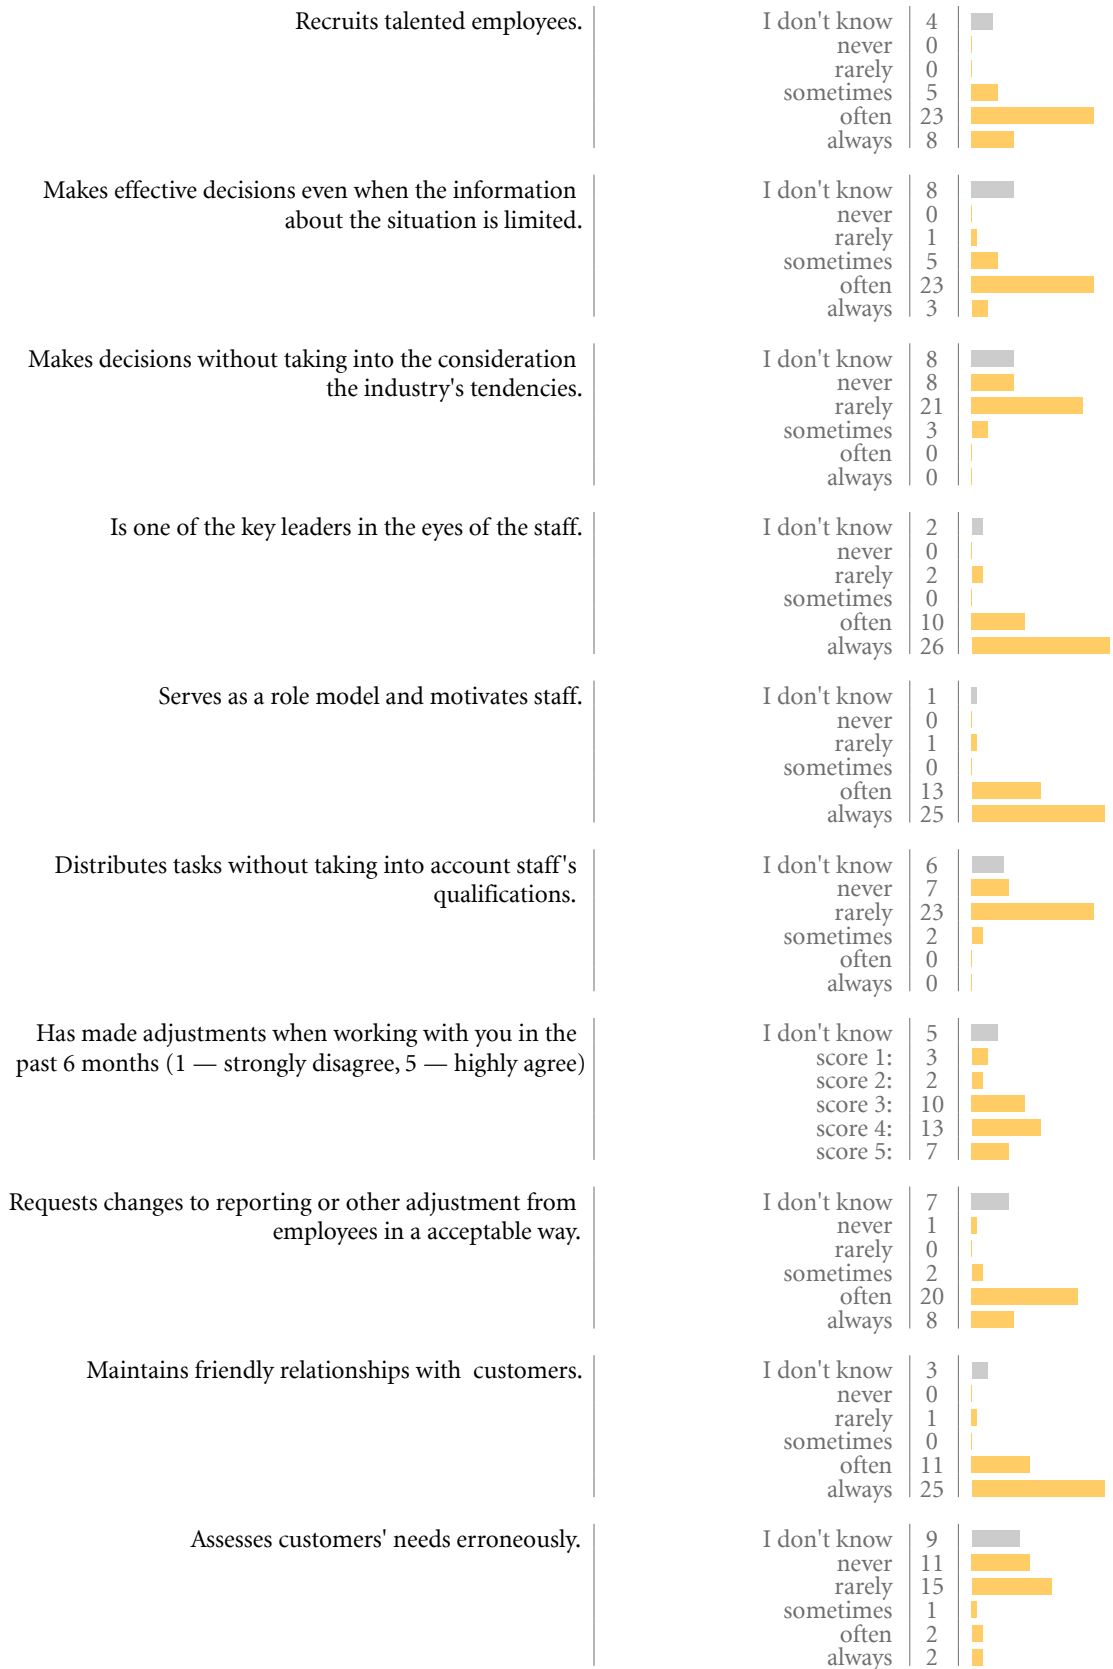 Recruits talented employees.
I don't know 4
never 0
rarely 0
sometimes 5
often 23
always 8
Makes effective decisions even when the information
about the situation is limited.
I don't know 8
never 0
rarely 1
sometimes 5
often 23
always 3
Makes decisions without taking into the consideration
the industry's tendencies.
I don't know 8
never 8
rarely 21
sometimes 3
often 0
always 0
Is one of the key leaders in the eyes of the staff.
I don't know 2
never 0
rarely 2
sometimes 0
often 10
always 26
Serves as a role model and motivates staff.
I don't know 1
never 0
rarely 1
sometimes 0
often 13
always 25
Distributes tasks without taking into account staff's
qualifications.
I don't know 6
never 7
rarely 23
sometimes 2
often 0
always 0
Has made adjustments when working with you in the
past 6 months (1 — strongly disagree, 5 — highly agree)
I don't know 5
score 1: 3
score 2: 2
score 3: 10
score 4: 13
score 5: 7
Requests changes to reporting or other adjustment from
employees in a acceptable way.
I don't know 7
never 1
rarely 0
sometimes 2
often 20
always 8
Maintains friendly relationships with customers.
I don't know 3
never 0
rarely 1
sometimes 0
often 11
always 25
Assesses customers' needs erroneously.
I don't know 9
never 11
rarely 15
sometimes 1
often 2
always 2